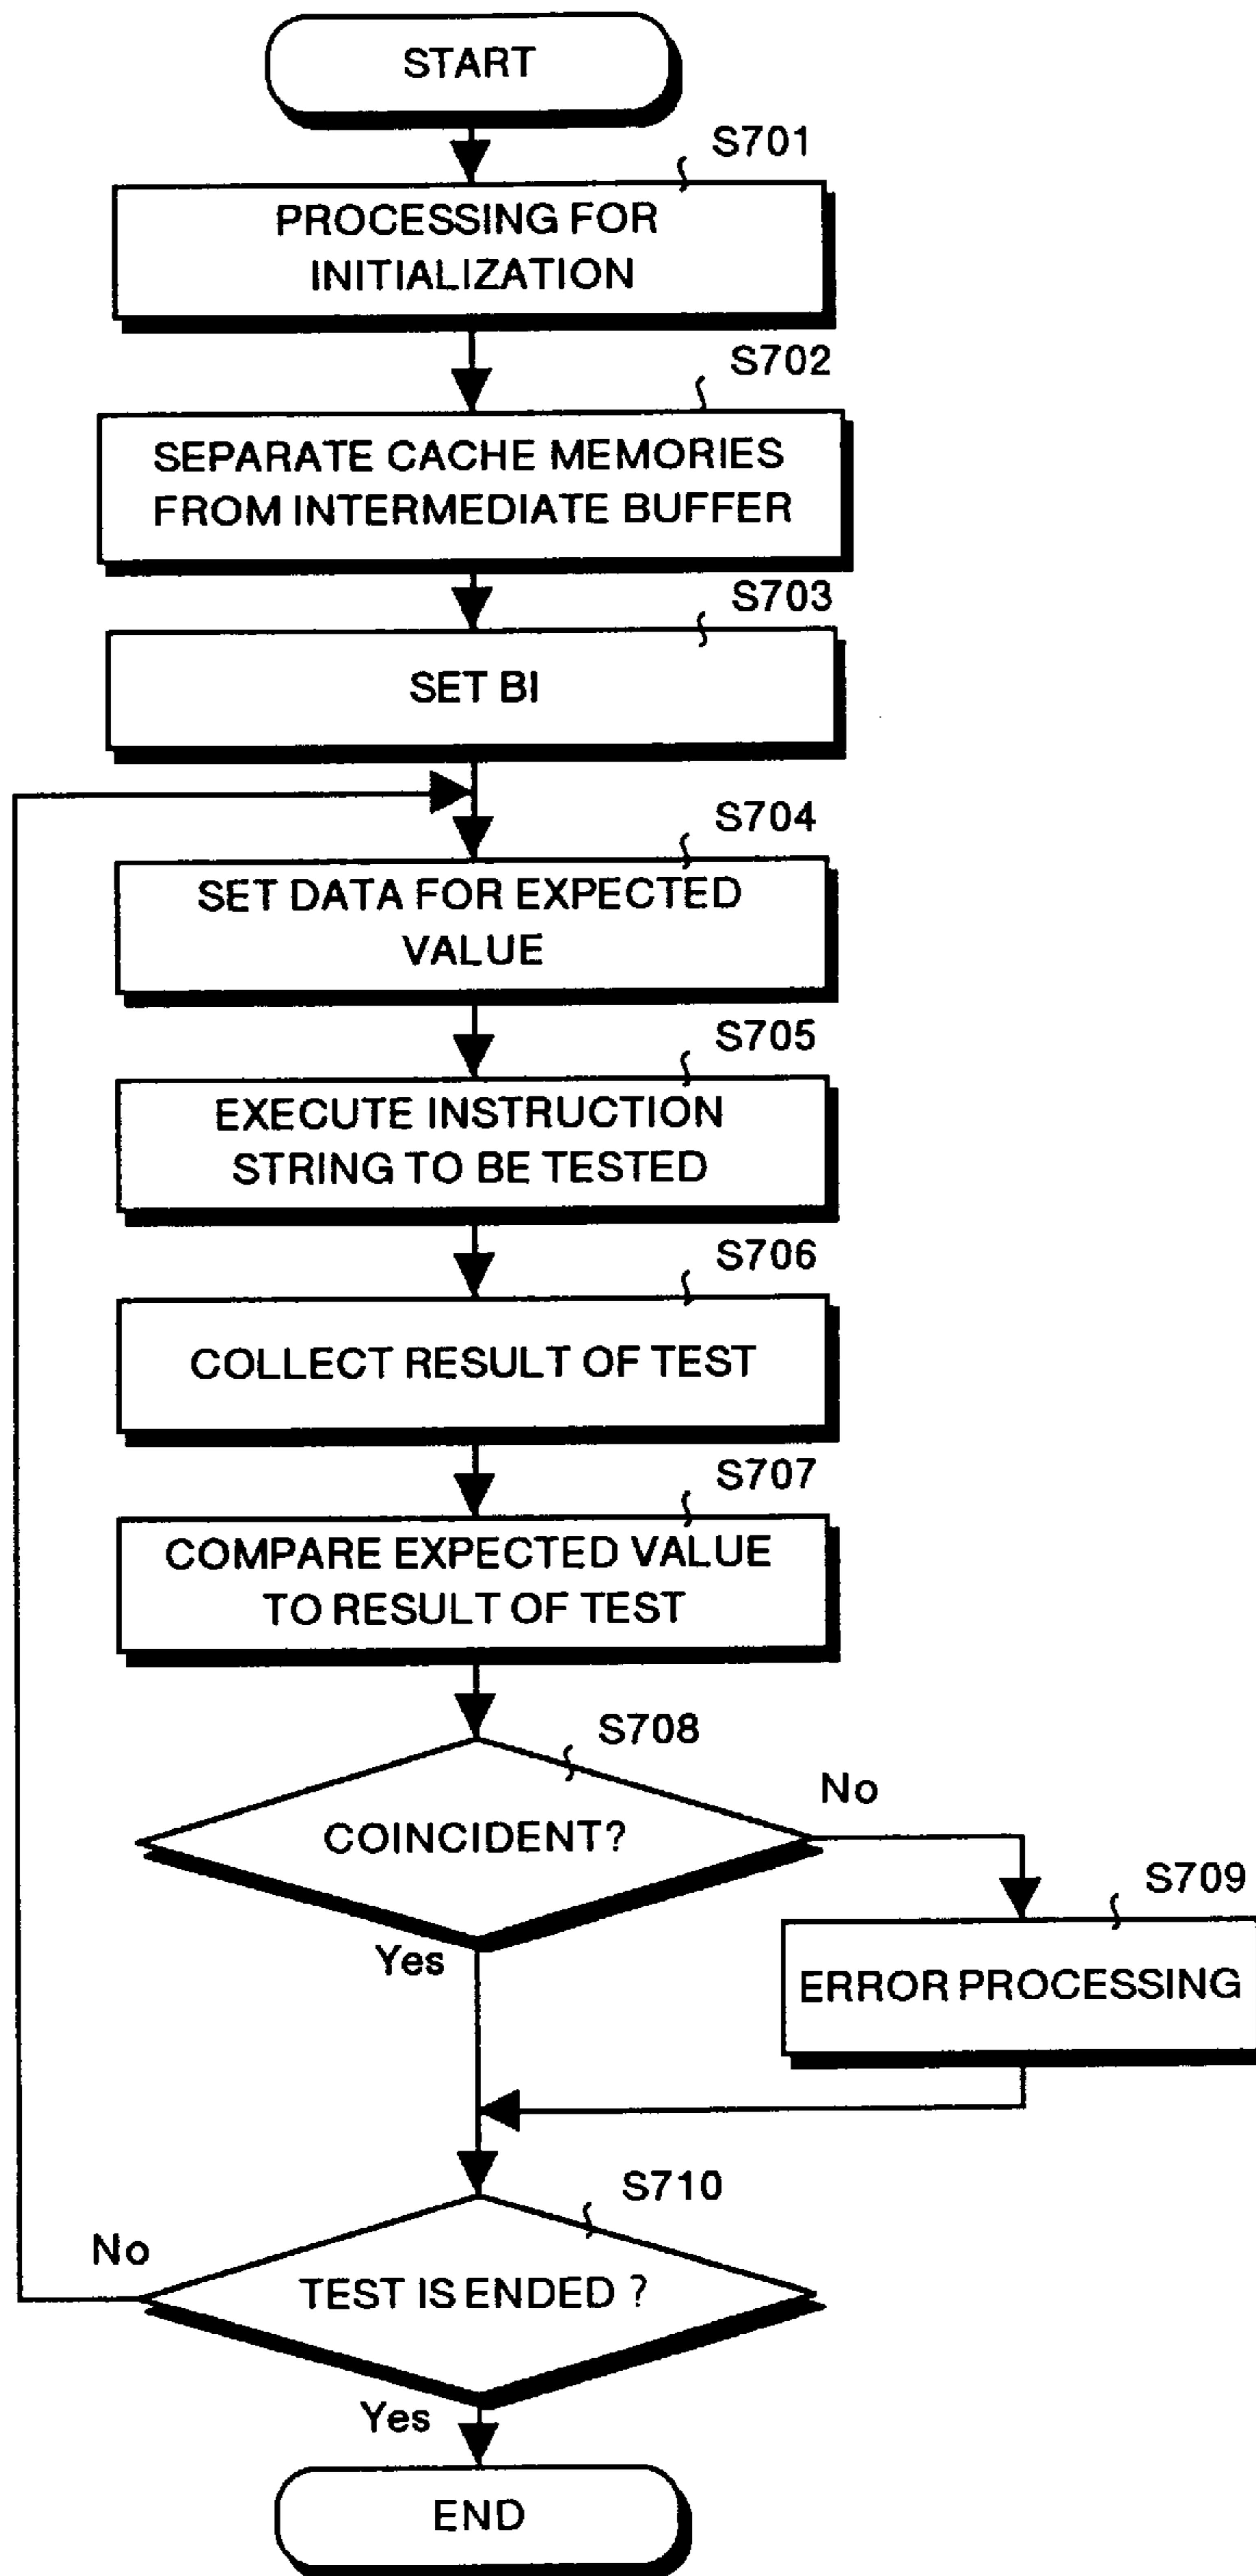 START
S701
PROCESSING FOR
INITIALIZATION
S702
SEPARATE CACHE MEMORIES
FROM INTERMEDIATE BUFFER
S703
SET BI
S704
SET DATA FOR EXPECTED
VALUE
S705
EXECUTE INSTRUCTION
STRING TO BE TESTED
S706
COLLECT RESULT OF TEST
S707
COMPARE EXPECTED VALUE
TO RESULT OF TEST
S708
COINCIDENT?
No
S709
ERROR PROCESSING
Yes
S710
No
TEST IS ENDED ?
Yes
END